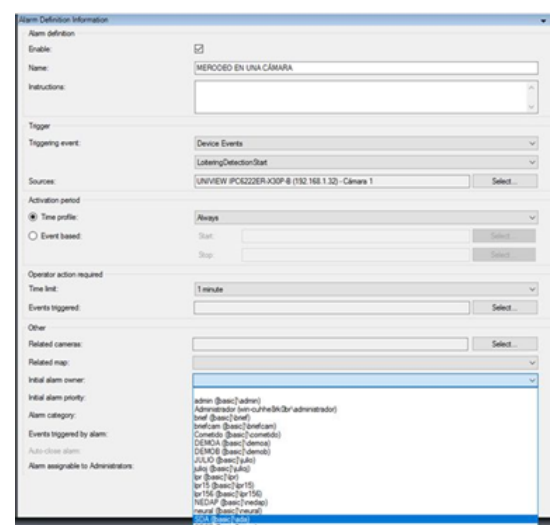 Alarm Definition Information
Alarm definition
Enable:
Name: MERODEO EN UNA CÁMARA
Instructions:
Trigger
Triggering event: Device Events
LoiteringDetectionStart
Sources: UNIVIEW IPC6222ER-X30P-B (192.168.1.32) - Cámara 1 Select...
Activation period
Time profile: Always
Event based: Start: Select...
Stop: Select...
Operator action required
Time limit: 1 minute
Events triggered: Select...
Other
Related cameras: Select...
Related map:
Initial alarm owner:
Initial alarm priority:
Alarm category:
Events triggered by alarm:
Auto-close alarm:
Alarm assignable to Administrators:
admin ([basic]\admin)
Administrador
brief ([basic]\brief)
briefcam ([basic]\briefcam)
Cometido ([basic]\cometido)
DEMOA ([basic]\demoa)
DEMOB ([basic]\demob)
JULIO ([basic]\julio)
lpr ([basic]\lpr)
lpr15 ([basic]\lpr15)
lpr156 ([basic]\lpr156)
NEDAP ([basic]\nedap)
neural ([basic]\neural)
SDA ([basic]\sda)